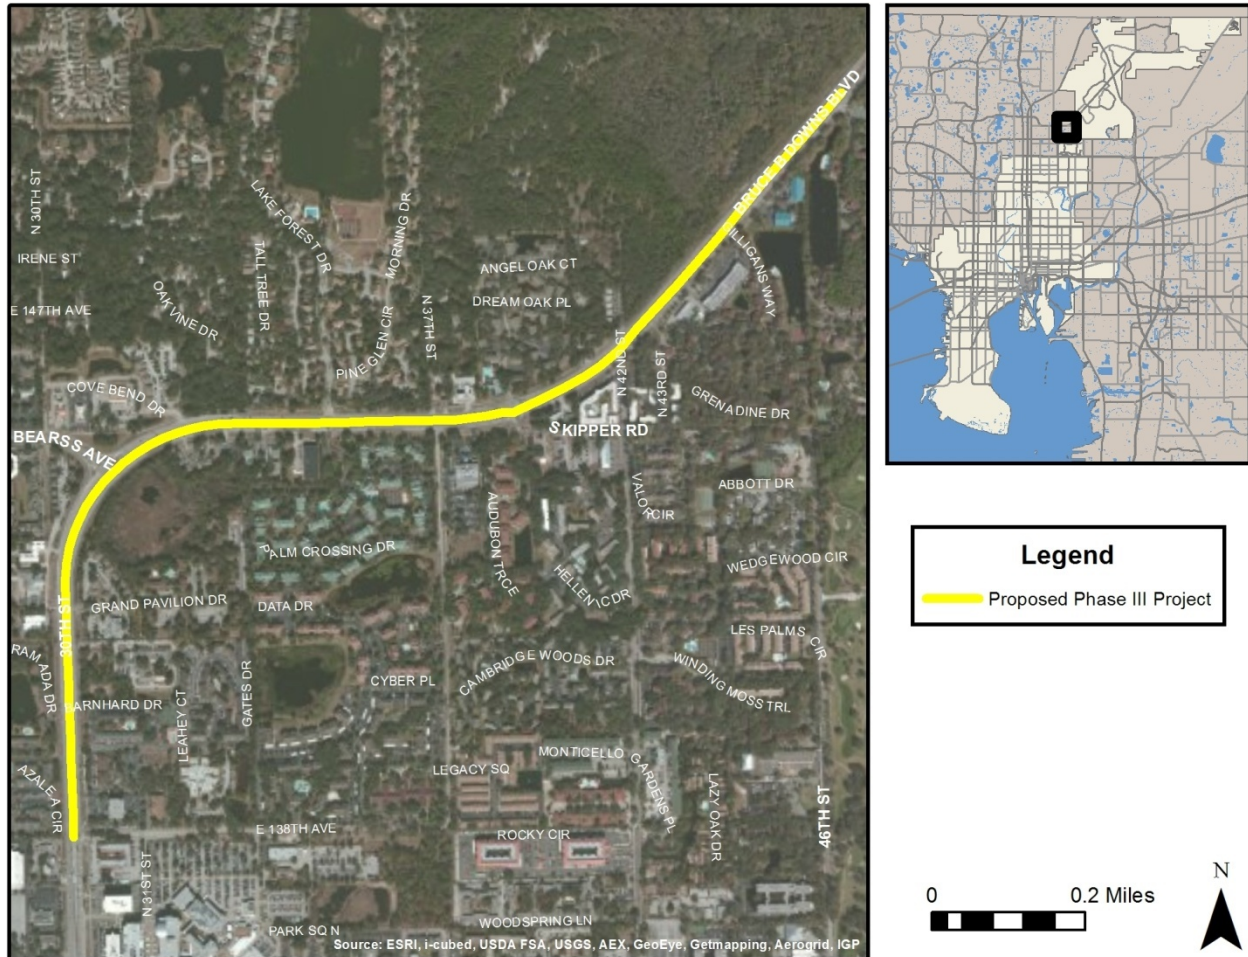 BRUCE B DOWNS BLVD
N 30TH ST
LAKE FOREST DR
MORNING DR
IRENE ST
TALL TREE DR
ANGEL OAK CT
ILLIGANS WAY
E 147TH AVE
OAK VINE DR
DREAM OAK PL
N 37TH ST
PINE GLEN CIR
N 42ND ST
N 43RD ST
COVE BEND DR
GRENADINE DR
BEARSS AVE
SKIPPER RD
VALOR
CIR
ABBOTT DR
AUDUBON TRCE
PALM CROSSING DR
HELLENIC DR
WEDGEWOOD CIR
30TH ST
GRAND PAVILION DR
DATA DR
LES PALMS CIR
RAMADA DR
CAMBRIDGE WOODS DR
WINDING MOSS TRL
CYBER PL
GATES DR
LEAHEY CT
ARNHARD DR
MONTICELLO GARDENS PL
LEGACY SQ
AZALEA CIR
LAZY OAK DR
46TH ST
E 138TH AVE
ROCKY CIR
N 31ST ST
WOODSPRING LN
PARK SQ N
Source: ESRI, i-cubed, USDA FSA, USGS, AEX, GeoEye, Getmapping, Aerogrid, IGP
Legend
Proposed Phase III Project
0 0.2 Miles
N